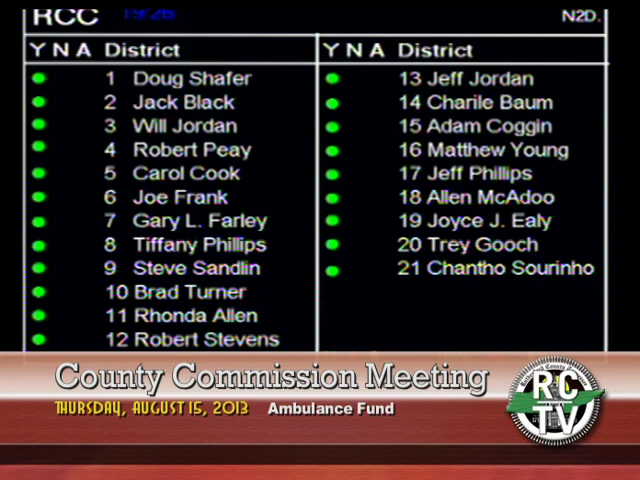 RCC 19:26 N2D.
Y N A District
1 Doug Shafer
2 Jack Black
3 Will Jordan
4 Robert Peay
5 Carol Cook
6 Joe Frank
7 Gary L. Farley
8 Tiffany Phillips
9 Steve Sandlin
10 Brad Turner
11 Rhonda Allen
12 Robert Stevens
Y N A District
13 Jeff Jordan
14 Charile Baum
15 Adam Coggin
16 Matthew Young
17 Jeff Phillips
18 Allen McAdoo
19 Joyce J. Ealy
20 Trey Gooch
21 Chantho Sourinho
County Commission Meeting
THURSDAY, AUGUST 15, 2013 Ambulance Fund
RC
TV